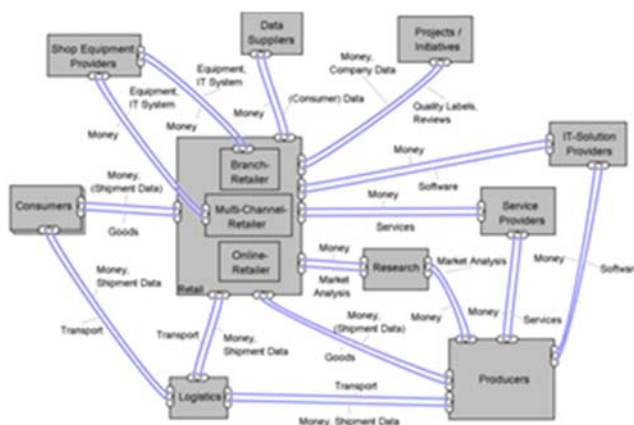 Shop Equipment
Providers
Data
Suppliers
Projects /
Initiatives
Equipment,
IT System
Money
Equipment,
IT System
Money
Money
(Consumer) Data
Money,
Company Data
Quality Labels,
Reviews
IT-Solution
Providers
Branch-
Retailer
Money
Software
Consumers
Money,
(Shipment Data)
Goods
Multi-Channel-
Retailer
Money
Services
Service
Providers
Online-
Retailer
Retail
Money
Market
Analysis
Research
Market Analysis
Money
Money
Services
Money
Software
Money,
Shipment Data
Transport
Transport
Money,
Shipment Data
Money,
(Shipment Data)
Goods
Logistics
Transport
Money, Shipment Data
Producers